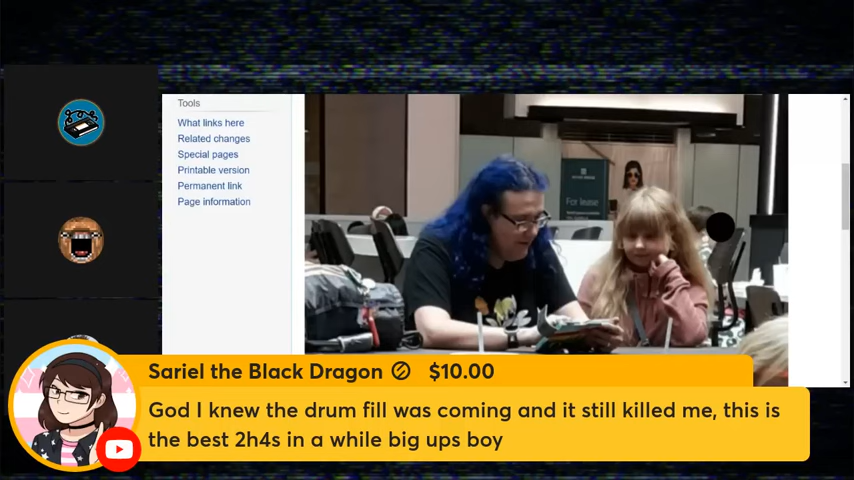 Tools
What links here
Related changes
Special pages
Printable version
Permanent link
Page information
For lease
Sariel the Black Dragon $10.00
God I knew the drum fill was coming and it still killed me, this is
the best 2h4s in a while big ups boy